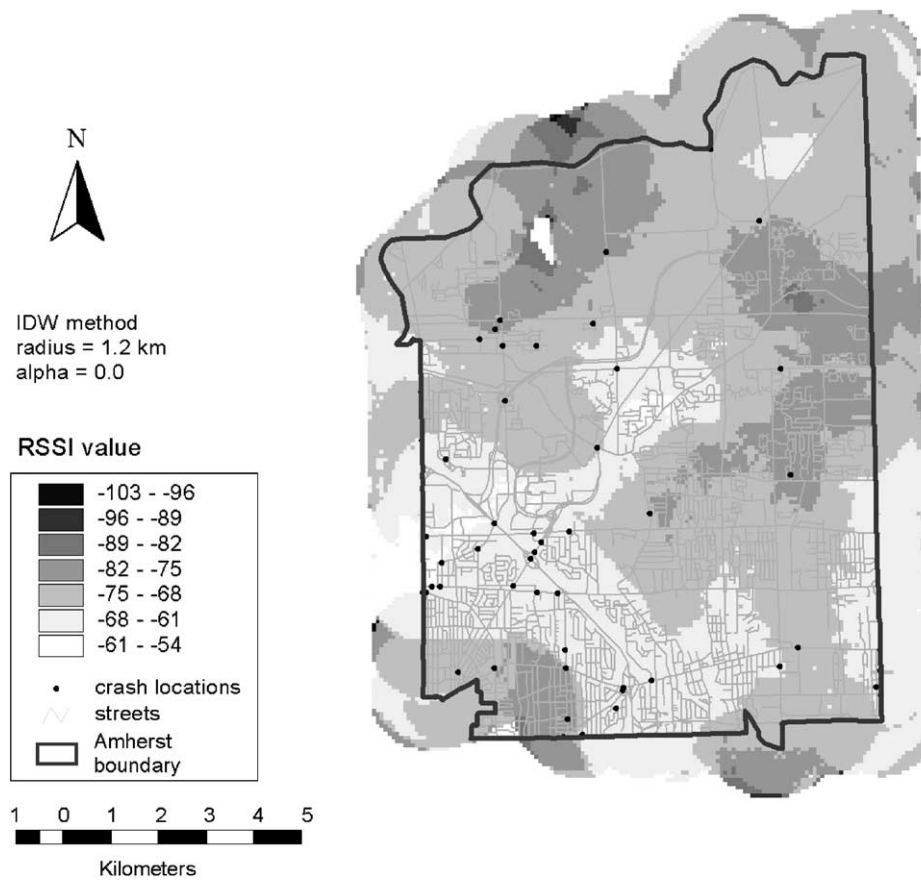 N
IDW method
radius = 1.2 km
alpha = 0.0
RSSI value
-103 - -96
-96 - -89
-89 - -82
-82 - -75
-75 - -68
-68 - -61
-61 - -54
crash locations
streets
Amherst
boundary
1 0 1 2 3 4 5
Kilometers